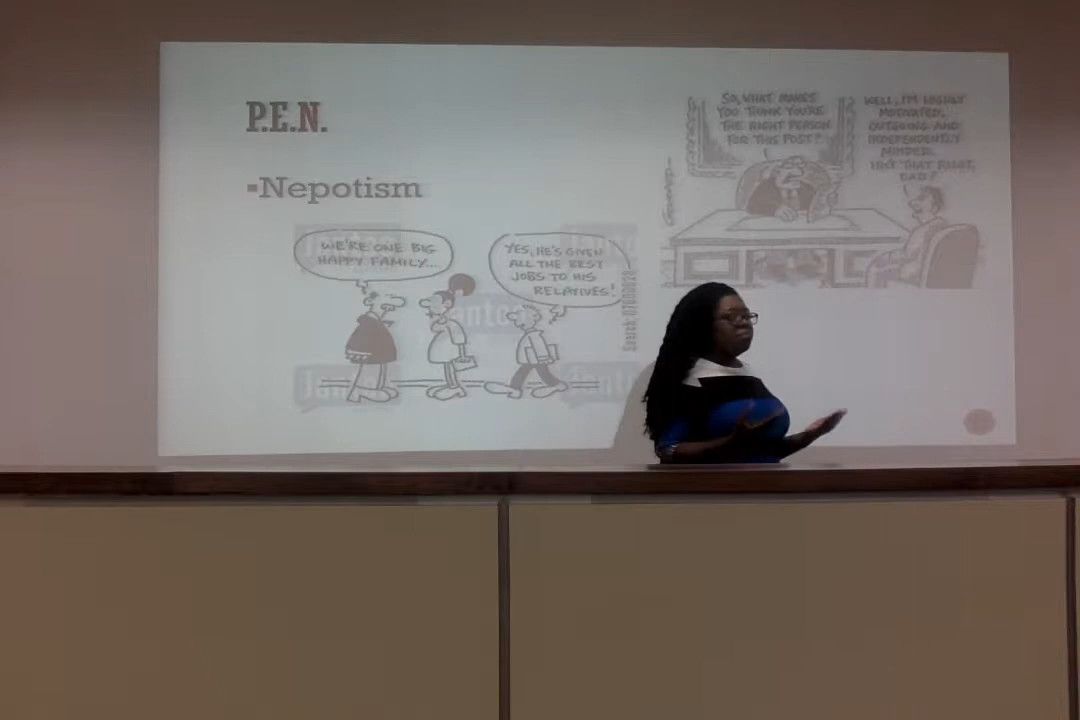 P.E.N.
▪Nepotism
WE'RE ONE BIG
HAPPY FAMILY...
YES, HE'S GIVEN
ALL THE BEST
JOBS TO HIS
RELATIVES!
SO, WHAT MAKES
YOU THINK YOU'RE
THE RIGHT PERSON
FOR THIS POST?
WELL, I'M HIGHLY
MOTIVATED,
OUTGOING AND
INDEPENDENTLY
MINDED.
ISN'T THAT RIGHT,
DAD?